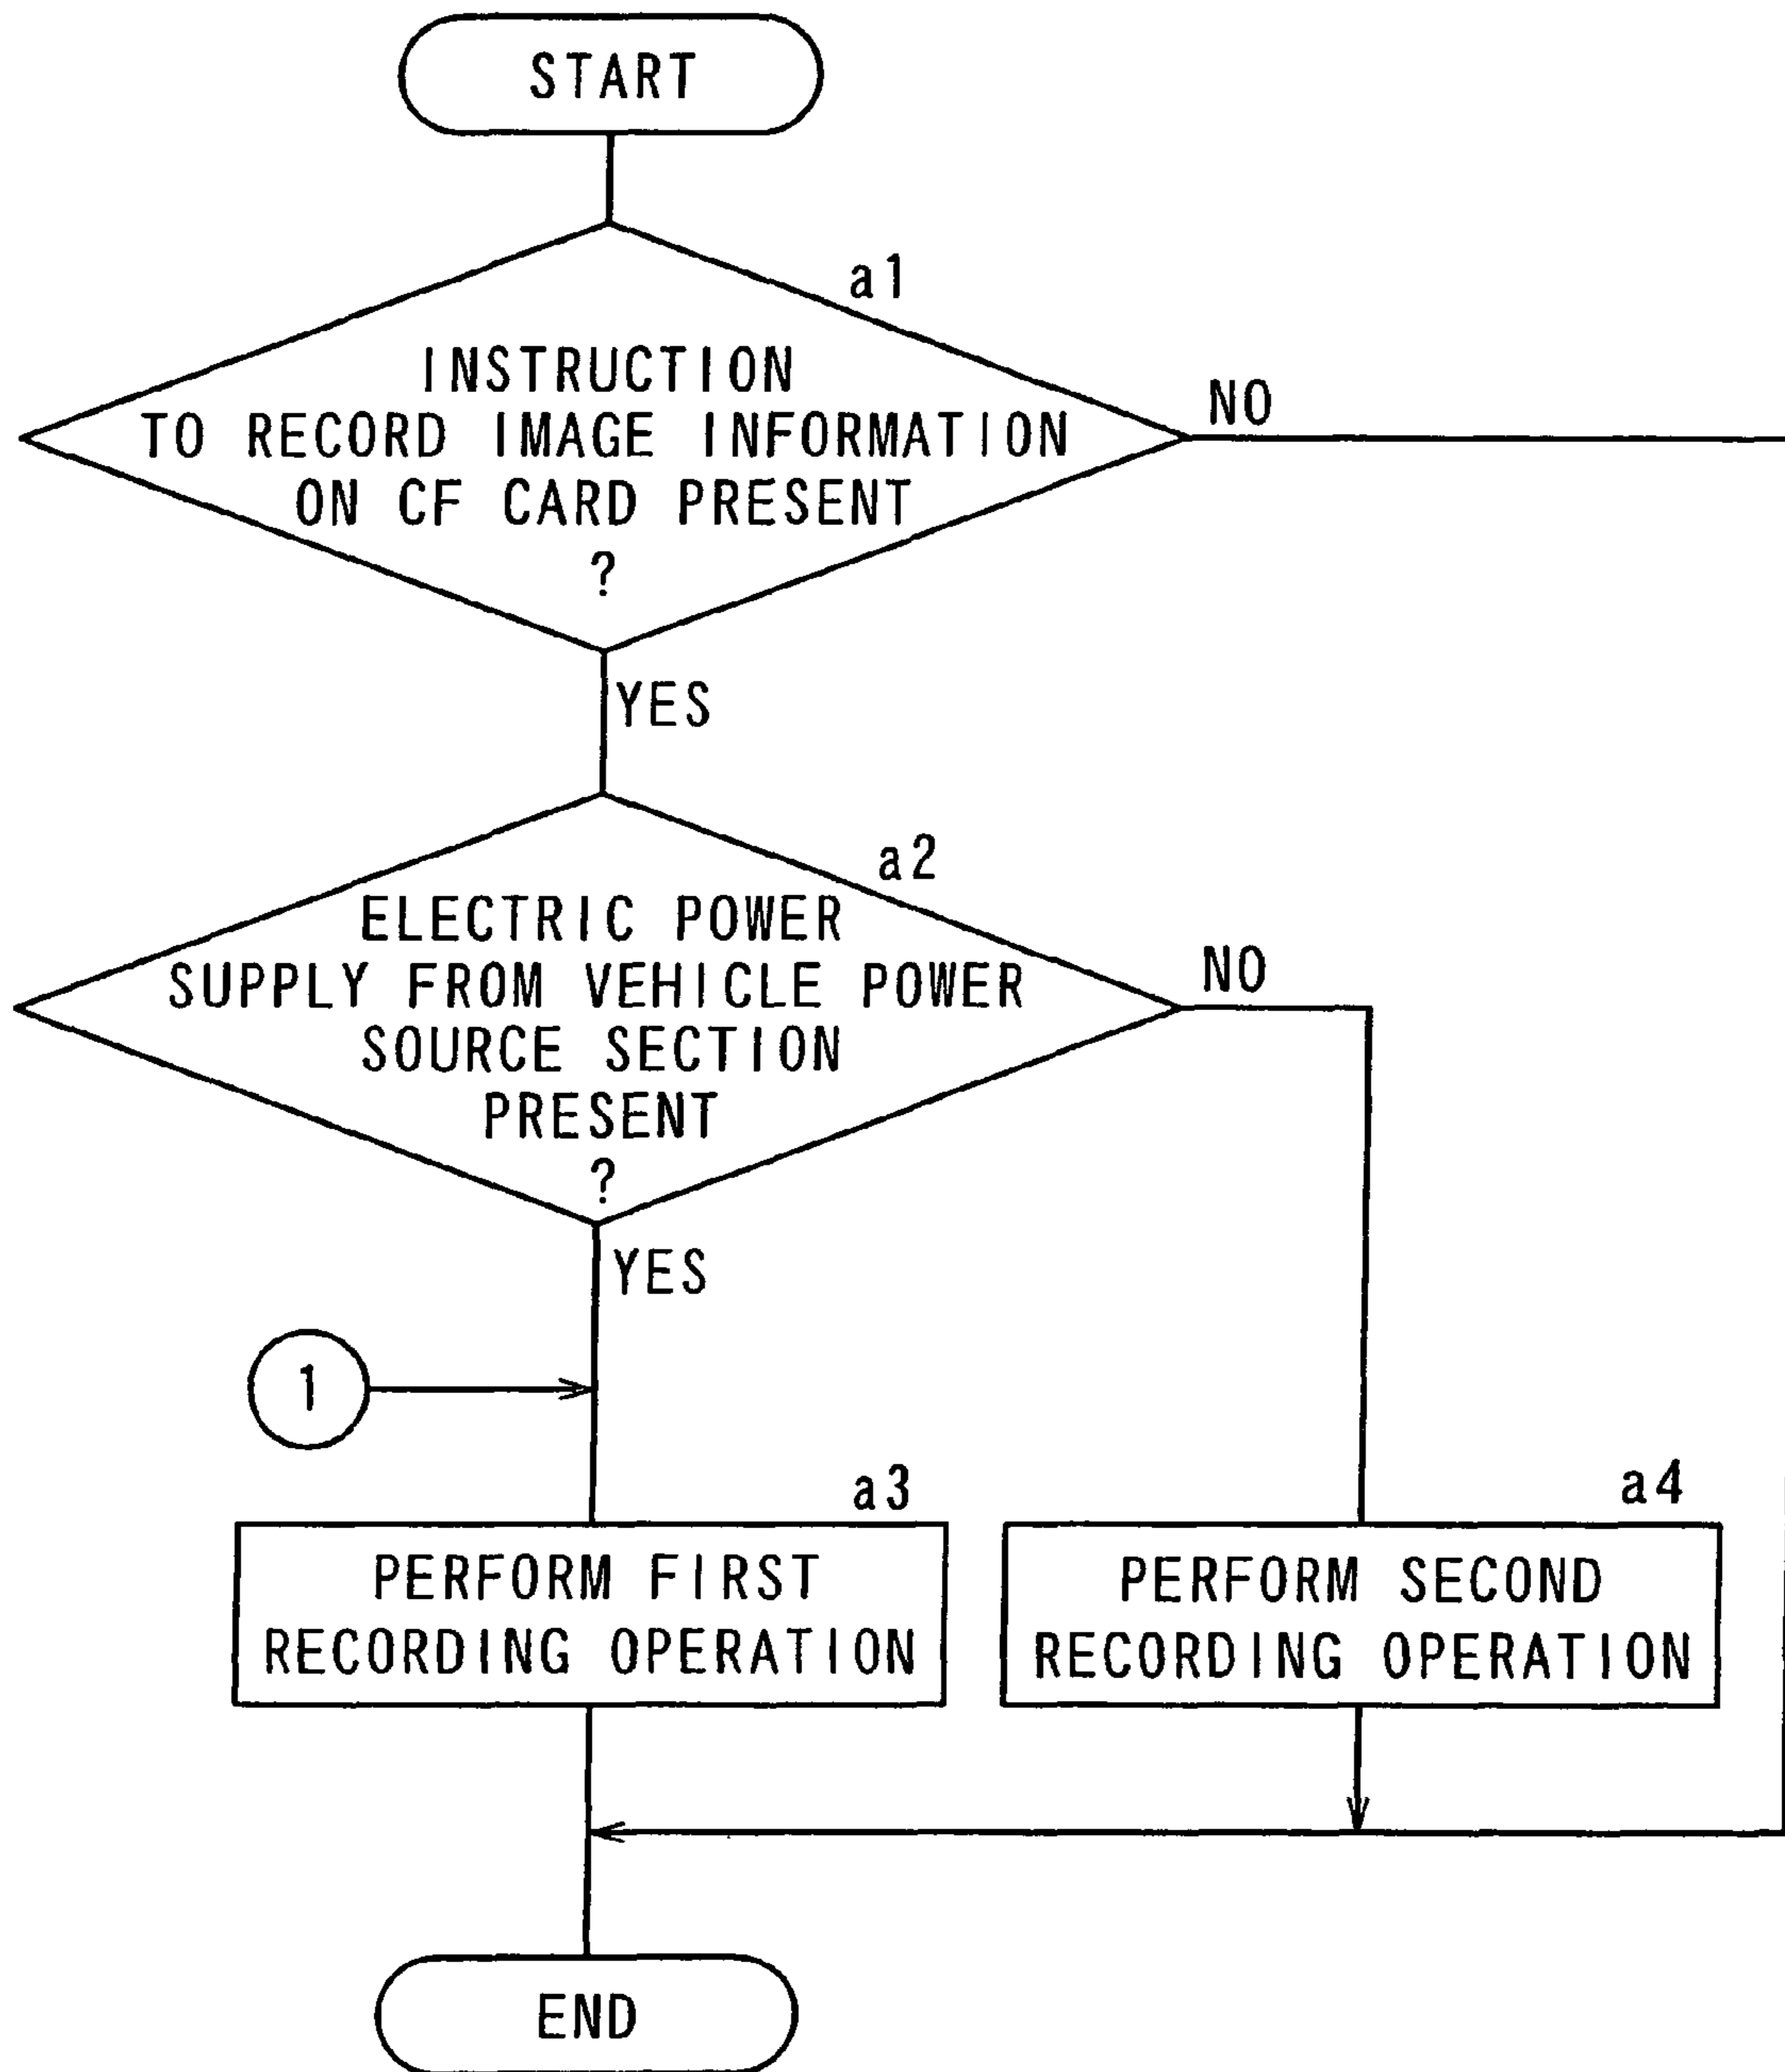 START
a1
INSTRUCTION
TO RECORD IMAGE INFORMATION
ON CF CARD PRESENT
?
NO
YES
a2
ELECTRIC POWER
SUPPLY FROM VEHICLE POWER
SOURCE SECTION
PRESENT
?
NO
YES
1
a3
PERFORM FIRST
RECORDING OPERATION
a4
PERFORM SECOND
RECORDING OPERATION
END